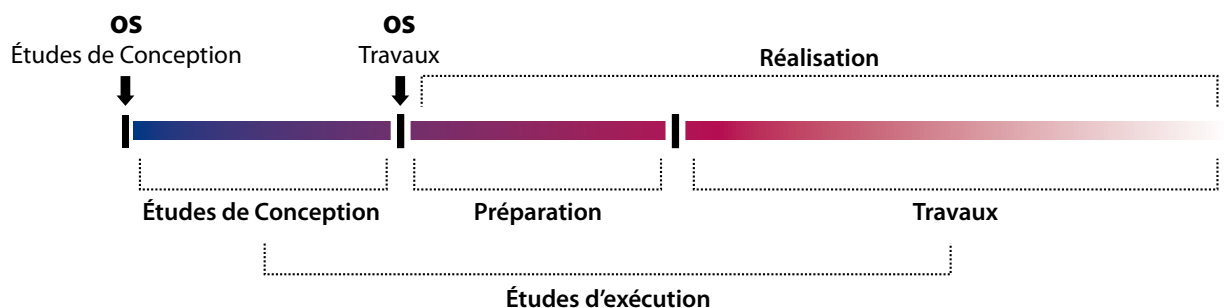 OS
Études de Conception
OS
Travaux
Réalisation
Études de Conception
Préparation
Travaux
Études d’exécution